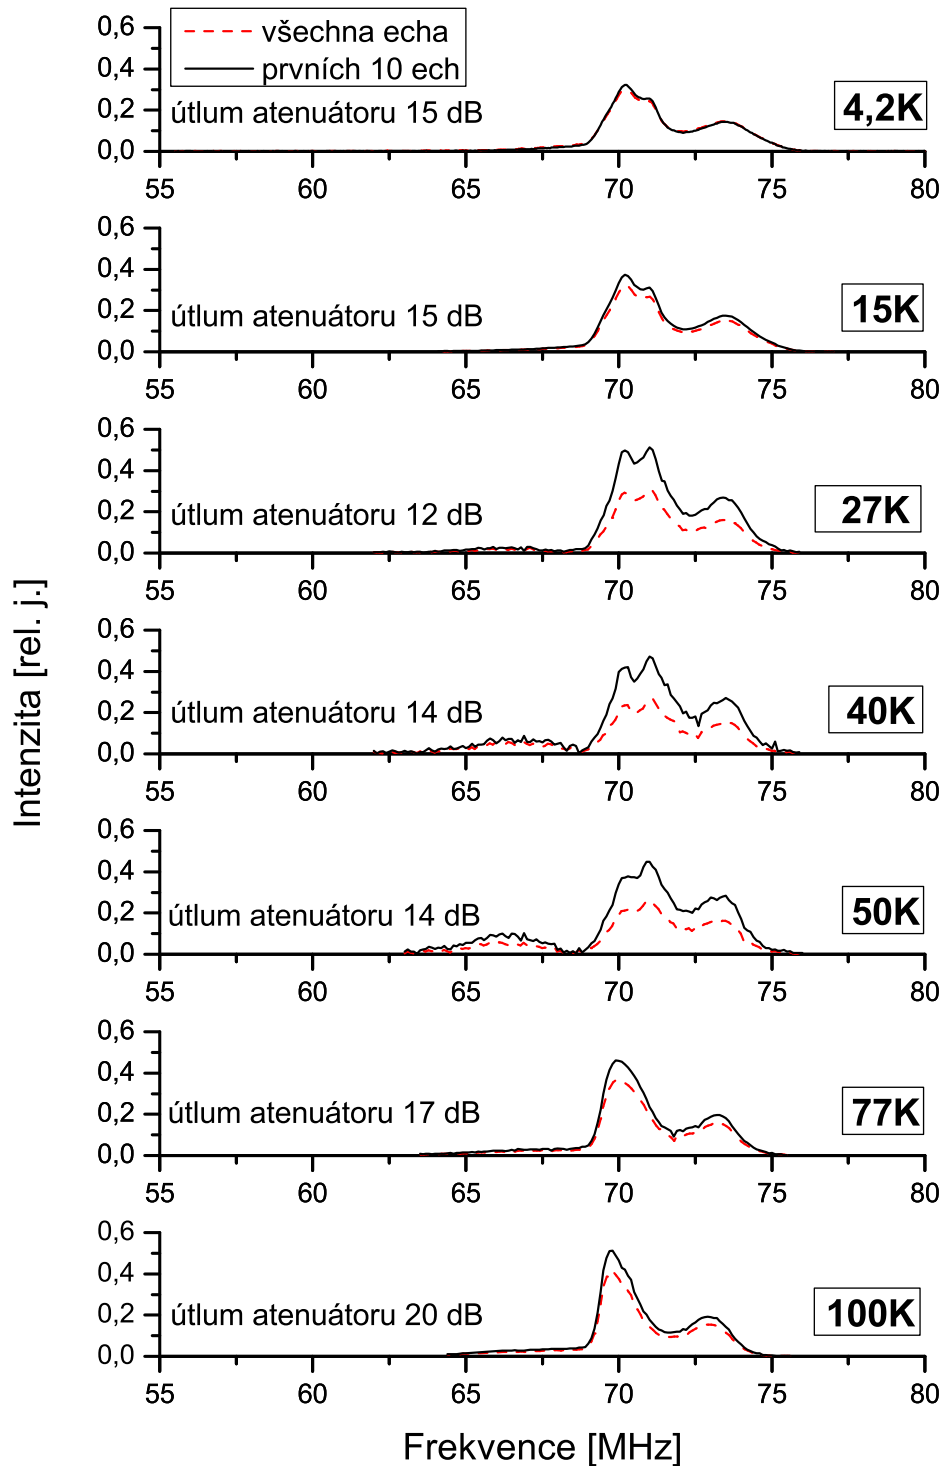 0,6
všechna echa
0,4
prvních 10 ech
0,2
útlum atenuátoru 15 dB
4,2K
0,0
55 60 65 70 75 80
0,6
0,4
0,2
útlum atenuátoru 15 dB
15K
0,0
55 60 65 70 75 80
0,6
0,4
0,2
útlum atenuátoru 12 dB
27K
0,0
55 60 65 70 75 80
0,6
0,4
0,2
útlum atenuátoru 14 dB
40K
0,0
55 60 65 70 75 80
0,6
0,4
0,2
útlum atenuátoru 14 dB
50K
0,0
55 60 65 70 75 80
0,6
0,4
0,2
útlum atenuátoru 17 dB
77K
0,0
55 60 65 70 75 80
0,6
0,4
0,2
útlum atenuátoru 20 dB
100K
0,0
55 60 65 70 75 80
Intenzita [rel. j.]
Frekvence [MHz]